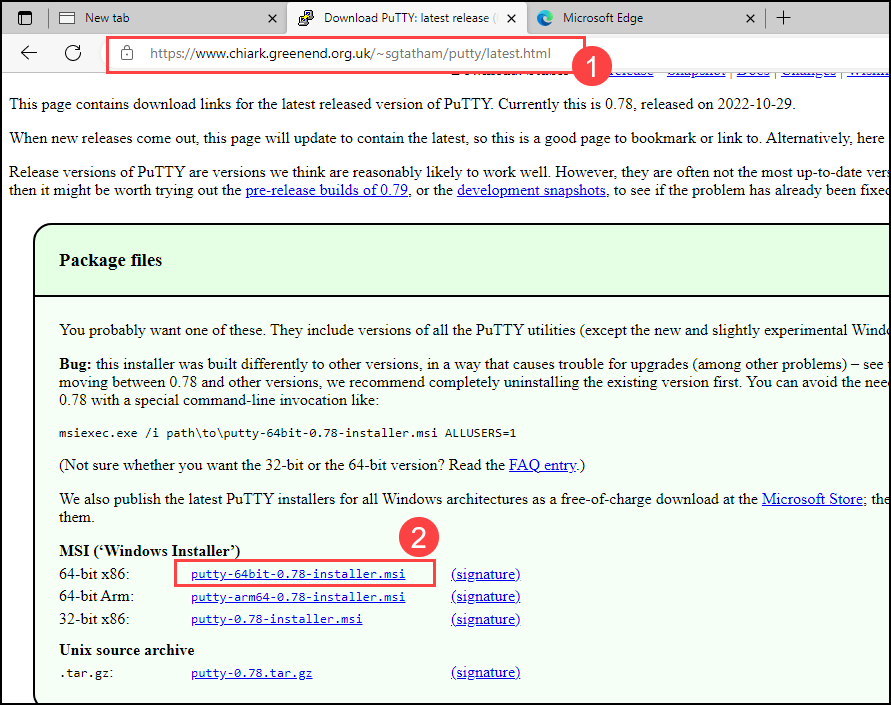 New tab
Download PuTTY: latest release (
Microsoft Edge
https://www.chiark.greenend.org.uk/~sgtatham/putty/latest.html
1
This page contains download links for the latest released version of PuTTY. Currently this is 0.78, released on 2022-10-29.
When new releases come out, this page will update to contain the latest, so this is a good page to bookmark or link to. Alternatively, here
Release versions of PuTTY are versions we think are reasonably likely to work well. However, they are often not the most up-to-date
then it might be worth trying out the pre-release builds of 0.79, or the development snapshots, to see if the problem has already been fixed
Package files
You probably want one of these. They include versions of all the PuTTY utilities (except the new and slightly experimental
Bug: this installer was built differently to other versions, in a way that causes trouble for upgrades (among other problems) – see
moving between 0.78 and other versions, we recommend completely uninstalling the existing version first. You can avoid the
0.78 with a special command-line invocation like:
msiexec.exe /i path\to\putty-64bit-0.78-installer.msi ALLUSERS=1
(Not sure whether you want the 32-bit or the 64-bit version? Read the FAQ entry.)
We also publish the latest PuTTY installers for all Windows architectures as a free-of-charge download at the Microsoft Store; the
them.
2
MSI (‘Windows Installer’)
64-bit x86: putty-64bit-0.78-installer.msi (signature)
64-bit Arm: putty-arm64-0.78-installer.msi (signature)
32-bit x86: putty-0.78-installer.msi (signature)
Unix source archive
.tar.gz: putty-0.78.tar.gz (signature)